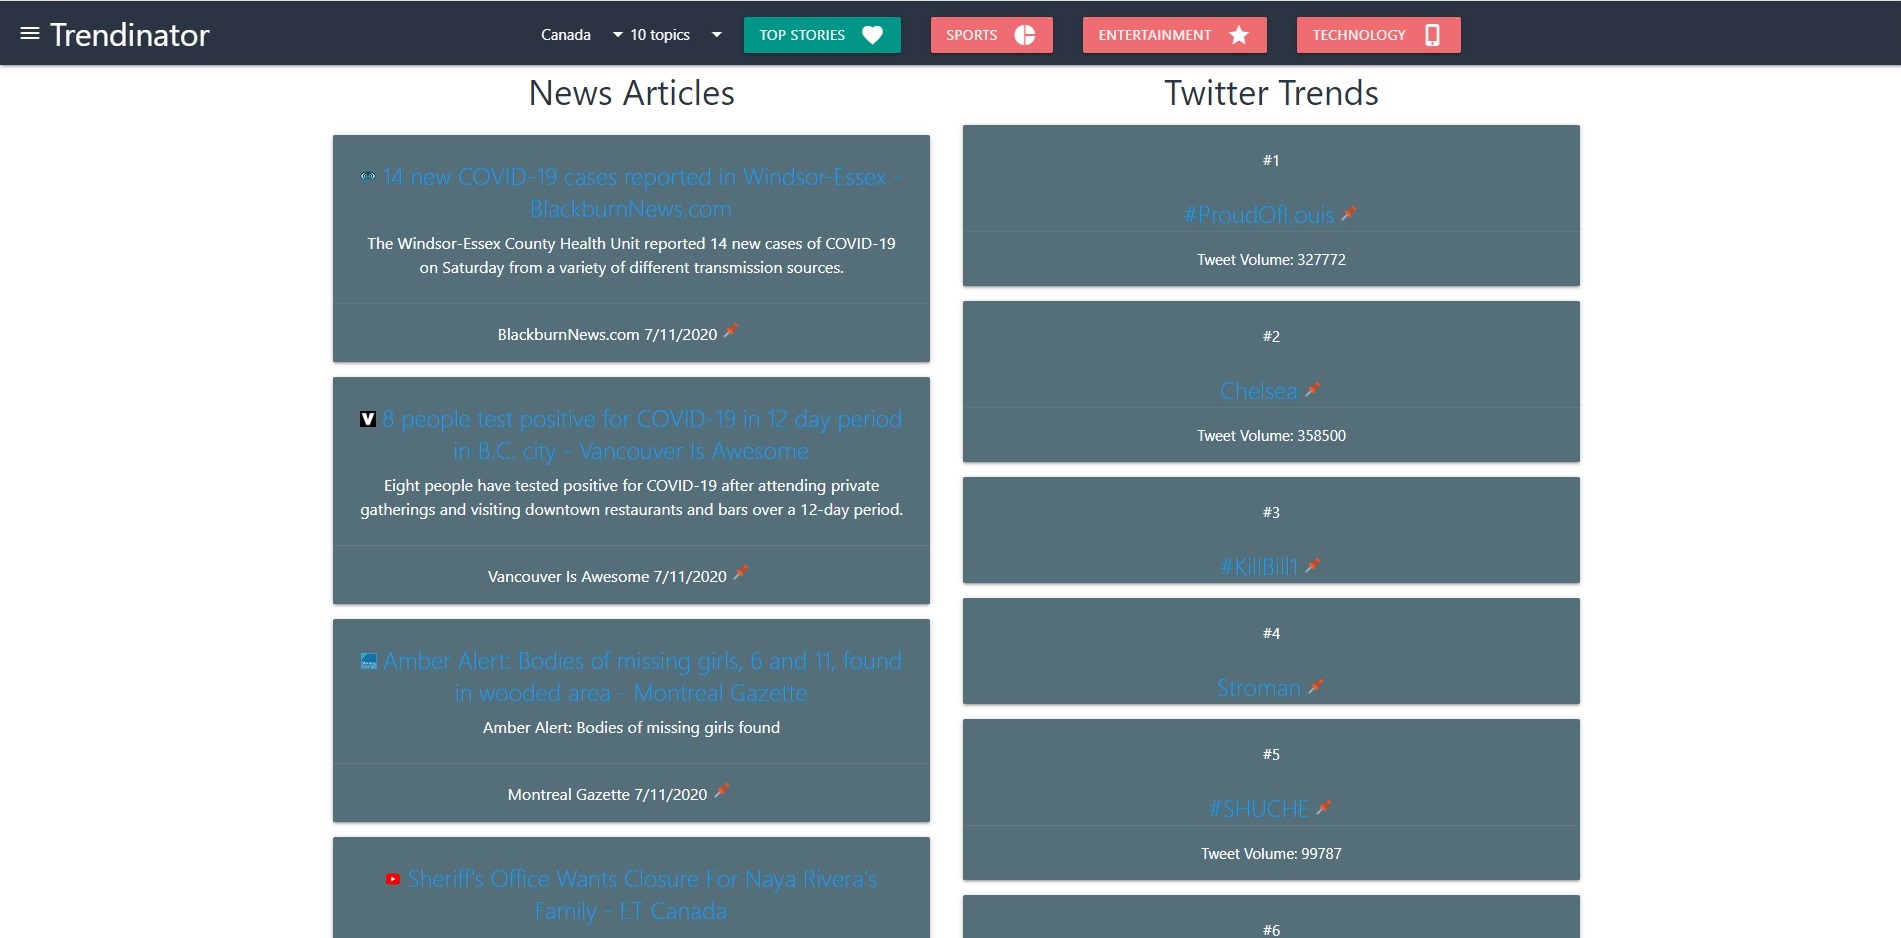 Trendinator
Canada
10 topics
TOP STORIES
SPORTS
ENTERTAINMENT
TECHNOLOGY
News Articles
14 new COVID-19 cases reported in Windsor-Essex -
BlackburnNews.com
The Windsor-Essex County Health Unit reported 14 new cases of COVID-19
on Saturday from a variety of different transmission sources.
BlackburnNews.com 7/11/2020
V 8 people test positive for COVID-19 in 12 day period
in B.C. city - Vancouver Is Awesome
Eight people have tested positive for COVID-19 after attending private
gatherings and visiting downtown restaurants and bars over a 12-day period.
Vancouver Is Awesome 7/11/2020
Amber Alert: Bodies of missing girls, 6 and 11, found
in wooded area - Montreal Gazette
Amber Alert: Bodies of missing girls found
Montreal Gazette 7/11/2020
Sheriff's Office Wants Closure For Naya Rivera's
Family - ET Canada
Twitter Trends
#1
#ProudOfLouis
Tweet Volume: 327772
#2
Chelsea
Tweet Volume: 358500
#3
#KillBill1
#4
Stroman
#5
#SHUCHE
Tweet Volume: 99787
#6